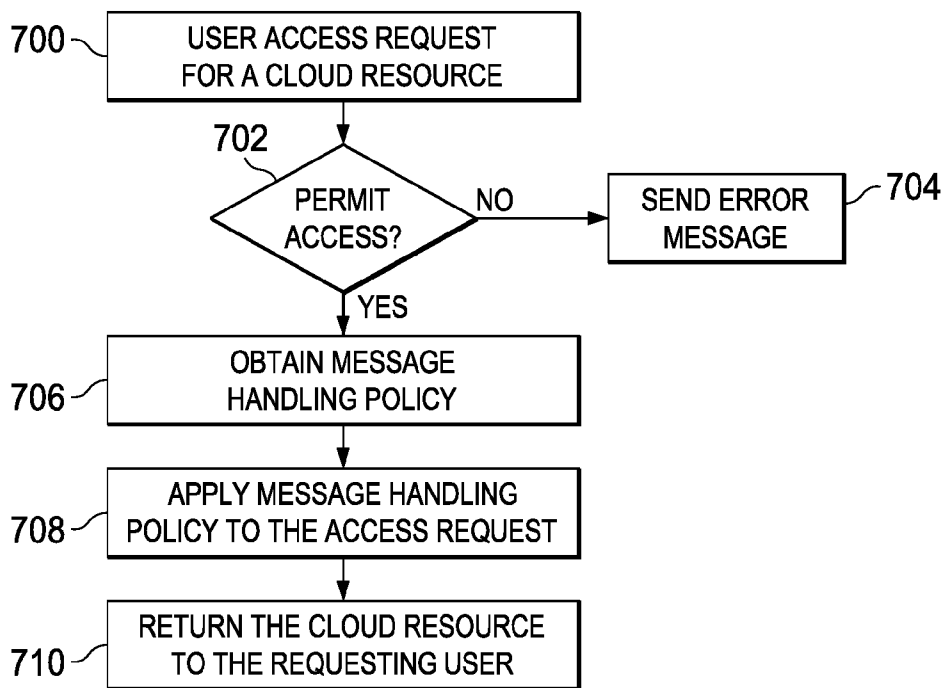 700
USER ACCESS REQUEST
FOR A CLOUD RESOURCE
702
PERMIT
ACCESS?
NO
SEND ERROR
MESSAGE
704
YES
706
OBTAIN MESSAGE
HANDLING POLICY
708
APPLY MESSAGE HANDLING
POLICY TO THE ACCESS REQUEST
710
RETURN THE CLOUD RESOURCE
TO THE REQUESTING USER